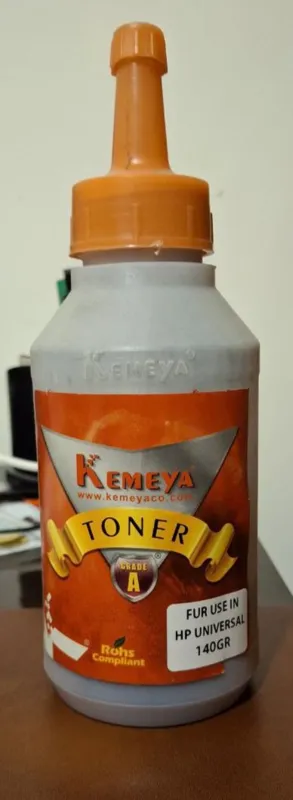 KEMEYA
KEMEYA
www.kemeyaco.com
TONER
GRADE
A
FUR USE IN
HP UNIVERSAL
140GR
Rohs
Compliant